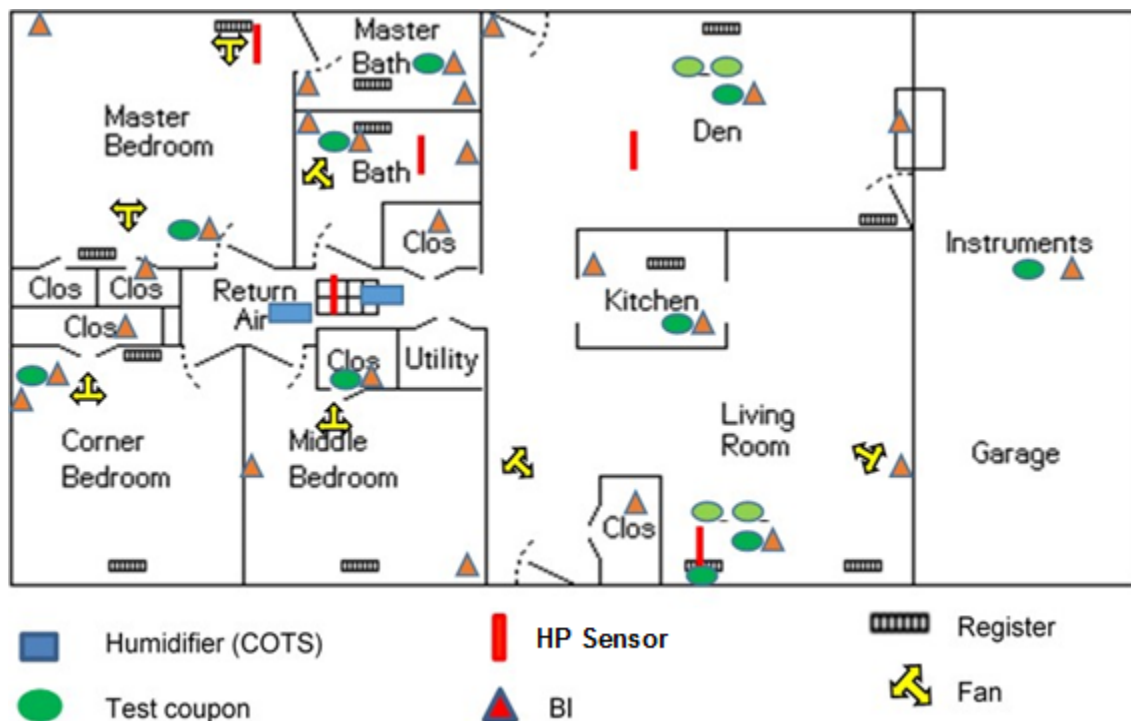 Master
Bath
Master
Bedroom
Den
Bath
Clos
Instruments
Clos
Clos
Return
Air
Kitchen
Clos
Clos
Utility
Corner
Bedroom
Middle
Bedroom
Living
Room
Garage
Clos
Humidifier (COTS)
HP Sensor
Register
Test coupon
BI
Fan